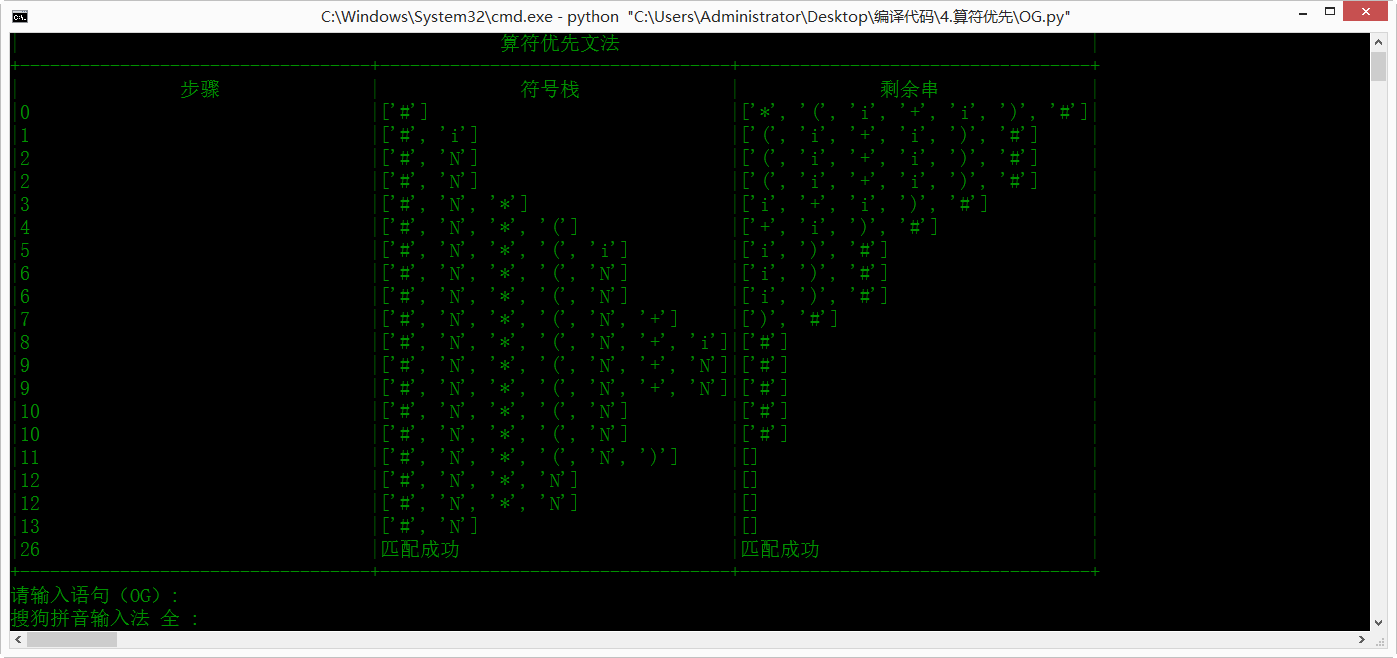 C:\Windows\System32\cmd.exe - python "C:\Users\Administrator\Desktop\编译代码\4.算符优先\OG.py"
算符优先文法
步骤 符号栈 剩余串
0 ['#'] ['*', '(', 'i', '+', 'i', ')', '#']
1 ['#', 'i'] ['(', 'i', '+', 'i', ')', '#']
2 ['#', 'N'] ['(', 'i', '+', 'i', ')', '#']
2 ['#', 'N'] ['(', 'i', '+', 'i', ')', '#']
3 ['#', 'N', '*'] ['i', '+', 'i', ')', '#']
4 ['#', 'N', '*', '('] ['+', 'i', ')', '#']
5 ['#', 'N', '*', '(', 'i'] ['i', ')', '#']
6 ['#', 'N', '*', '(', 'N'] ['i', ')', '#']
6 ['#', 'N', '*', '(', 'N'] ['i', ')', '#']
7 ['#', 'N', '*', '(', 'N', '+'] [')', '#']
8 ['#', 'N', '*', '(', 'N', '+', 'i'] ['#']
9 ['#', 'N', '*', '(', 'N', '+', 'N'] ['#']
9 ['#', 'N', '*', '(', 'N', '+', 'N'] ['#']
10 ['#', 'N', '*', '(', 'N'] ['#']
10 ['#', 'N', '*', '(', 'N'] ['#']
11 ['#', 'N', '*', '(', 'N', ')'] []
12 ['#', 'N', '*', 'N'] []
12 ['#', 'N', '*', 'N'] []
13 ['#', 'N'] []
26 匹配成功 匹配成功
请输入语句（OG）:
搜狗拼音输入法 全 :